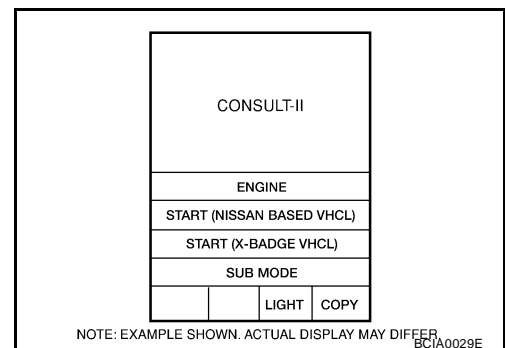 CONSULT-II
ENGINE
START (NISSAN BASED VHCL)
START (X-BADGE VHCL)
SUB MODE
LIGHT COPY
NOTE: EXAMPLE SHOWN. ACTUAL DISPLAY MAY DIFFER
BCIA0029E